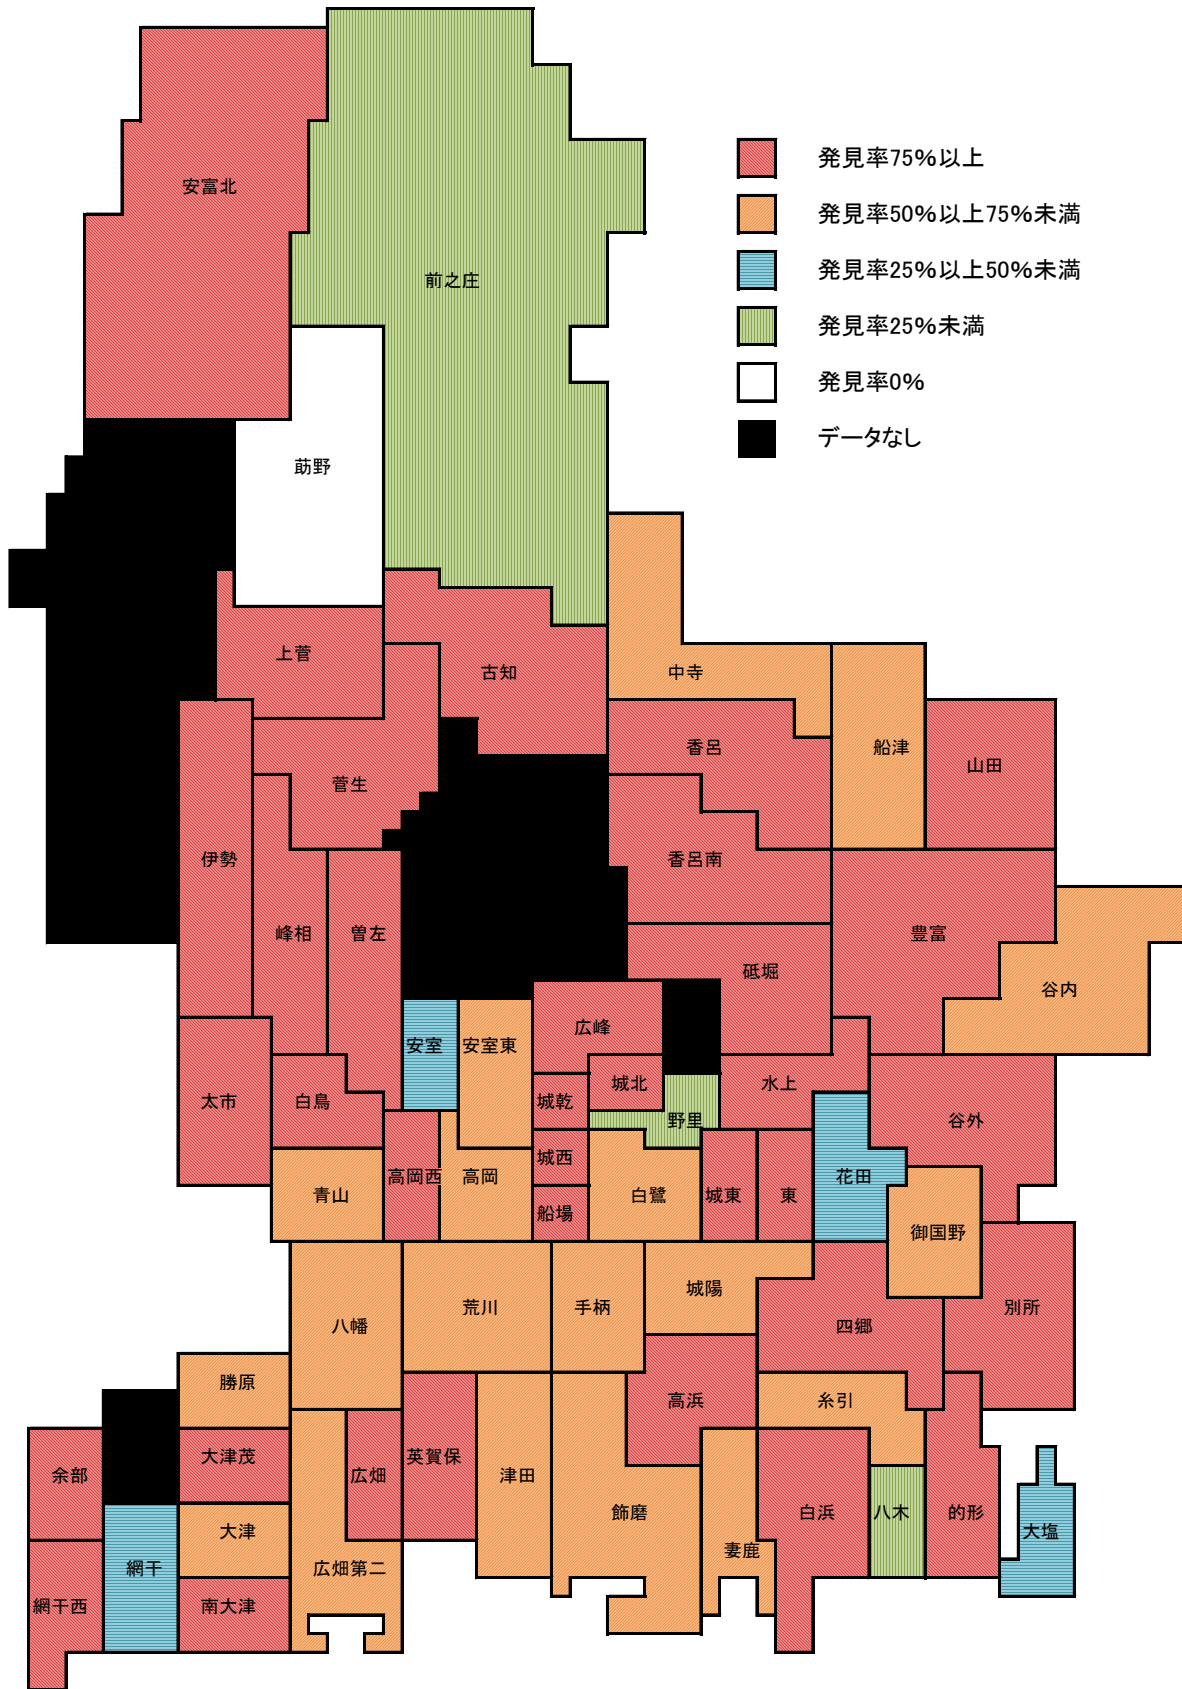 発見率75%以上
安富北
発見率50%以上75%未満
発見率25%以上50%未満
前之庄
発見率25%未満
発見率0%
データなし
莇野
上菅
古知
中寺
香呂
船津
山田
菅生
伊勢
香呂南
峰相
曽左
豊富
砥堀
谷内
広峰
安室
安室東
城北
水上
太市
白鳥
城乾
野里
谷外
城西
高岡西
高岡
花田
青山
白鷺
城東
東
船場
御国野
城陽
荒川
手柄
別所
八幡
四郷
勝原
高浜
糸引
大津茂
英賀保
余部
広畑
津田
飾磨
白浜
八木
的形
大津
大塩
妻鹿
網干
広畑第二
網干西
南大津